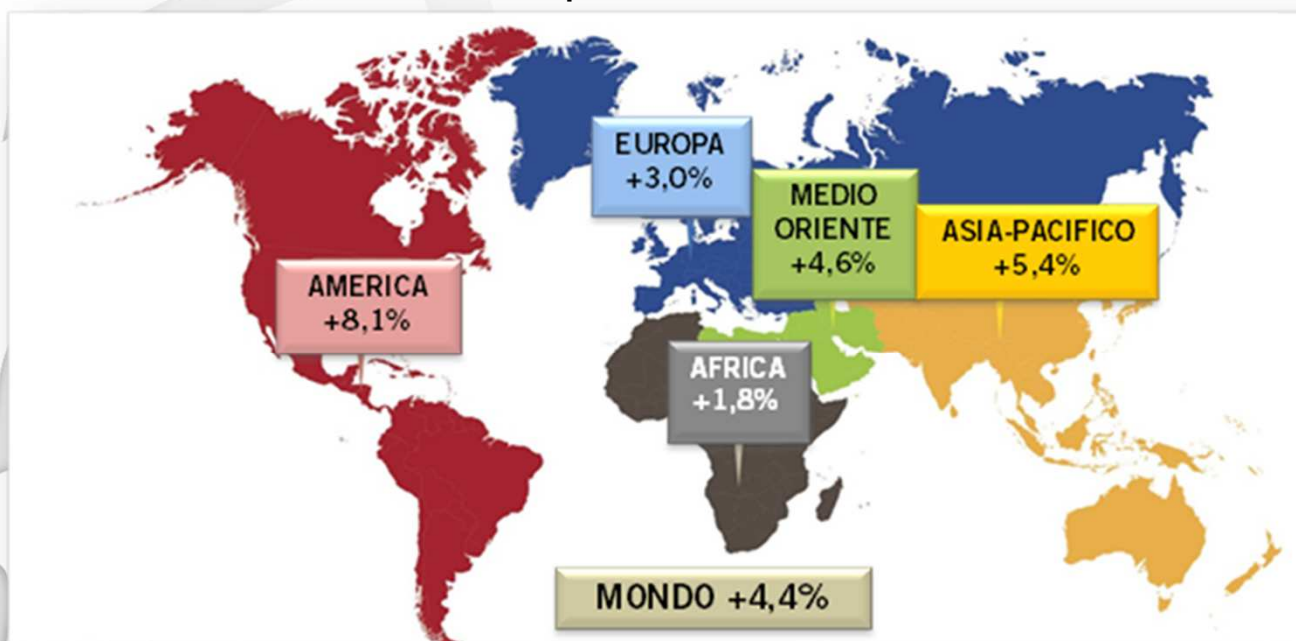 EUROPA
+3,0%
MEDIO
ORIENTE
+4,6%
ASIA-PACIFICO
+5,4%
AMERICA
+8,1%
AFRICA
+1,8%
MONDO +4,4%